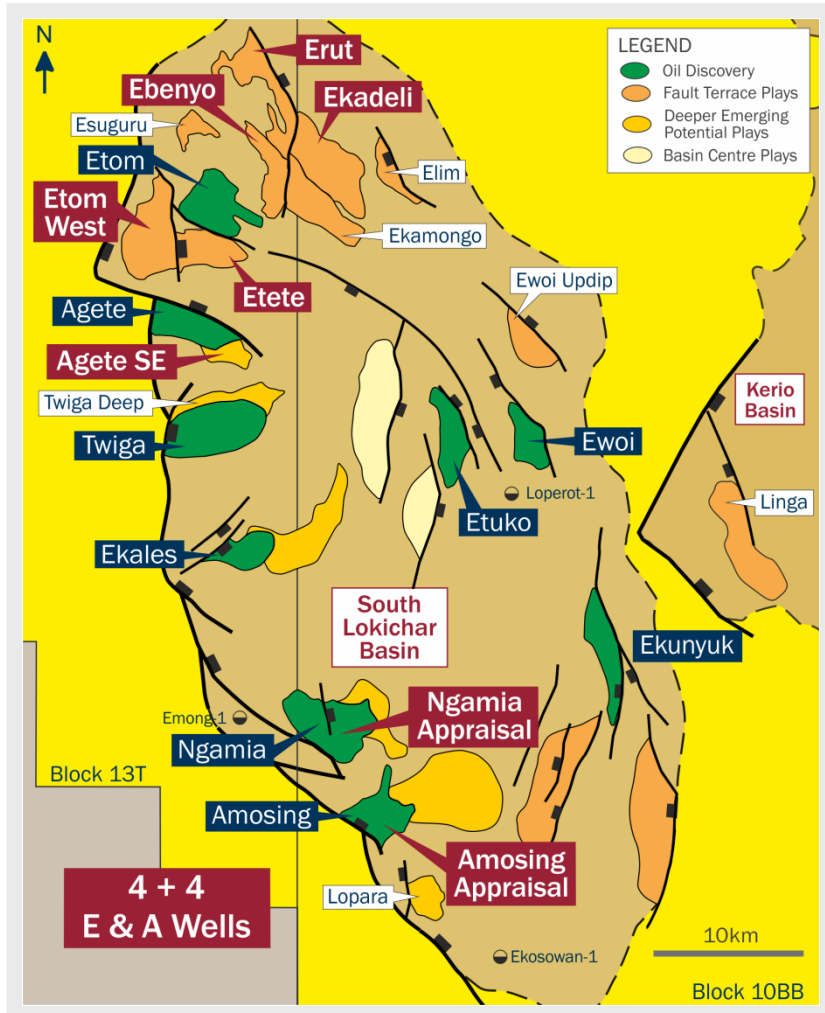 N
LEGEND
Oil Discovery
Fault Terrace Plays
Deeper Emerging
Potential Plays
Basin Centre Plays
Erut
Ebenyo
Ekadeli
Esuguru
Etom
Elim
Etom
West
Ekamongo
Etete
Ewoi Updip
Agete
Agete SE
Twiga Deep
Twiga
Kerio
Basin
Ewoi
Loperot-1
Linga
Etuko
Ekales
South
Lokichar
Basin
Ekunyuk
Emong-1
Ngamia
Appraisal
Ngamia
Block 13T
Amosing
Amosing
Appraisal
4 + 4
E & A Wells
Lopara
10km
Ekosowan-1
Block 10BB